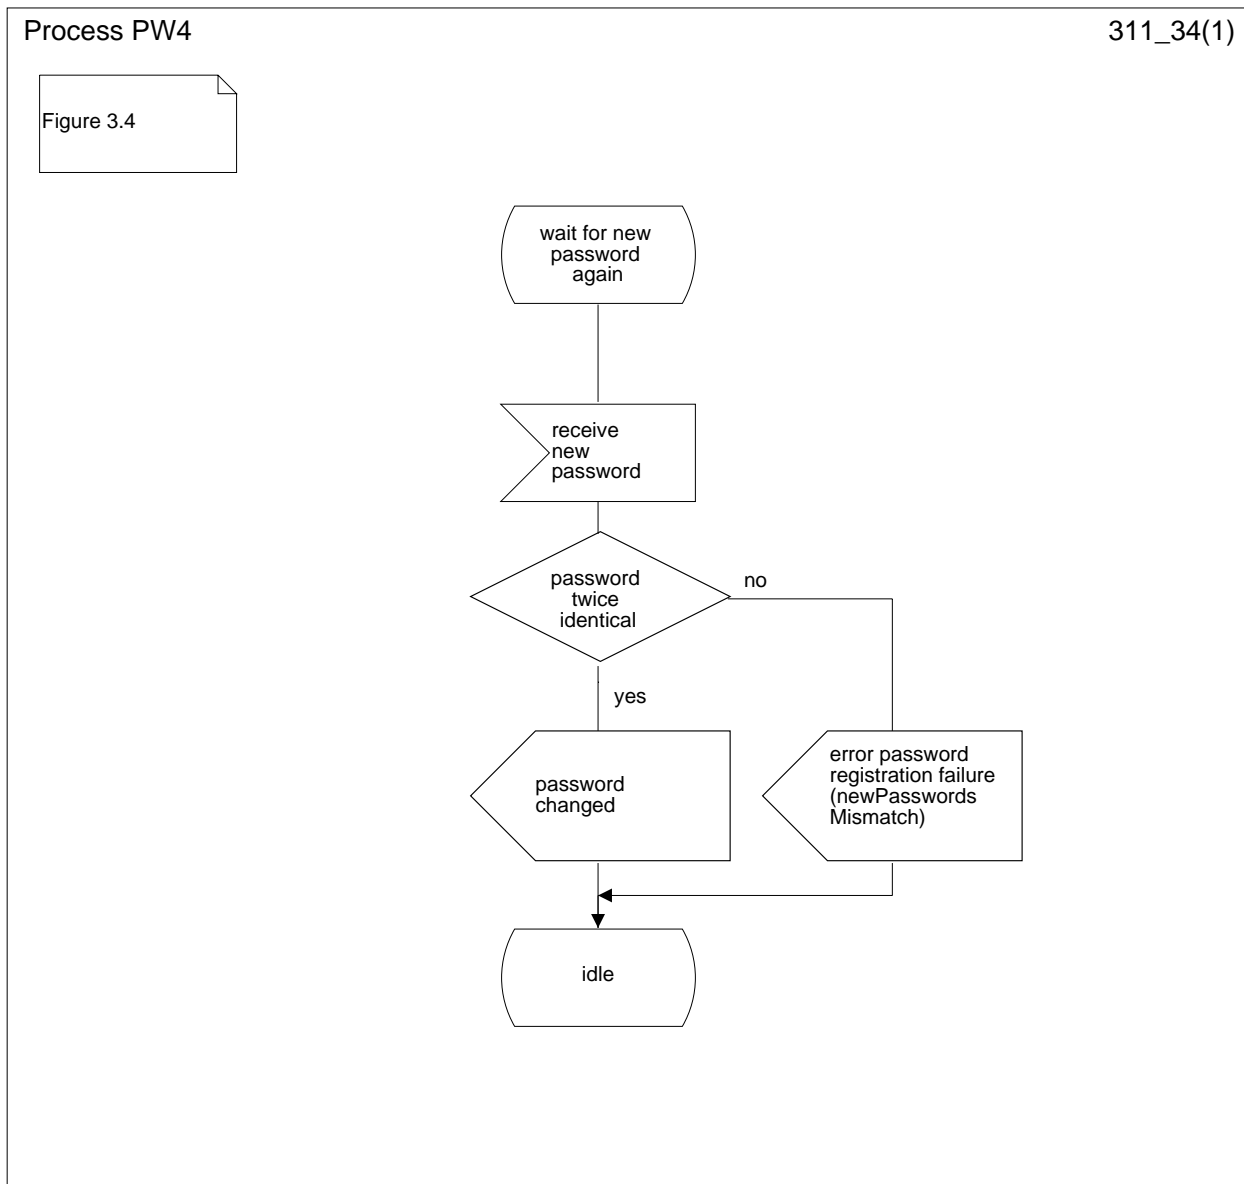 Process PW4
311_34(1)
Figure 3.4
wait for new
password
again
receive
new
password
password
twice
identical
no
yes
password
changed
error password
registration failure
(newPasswords
Mismatch)
idle